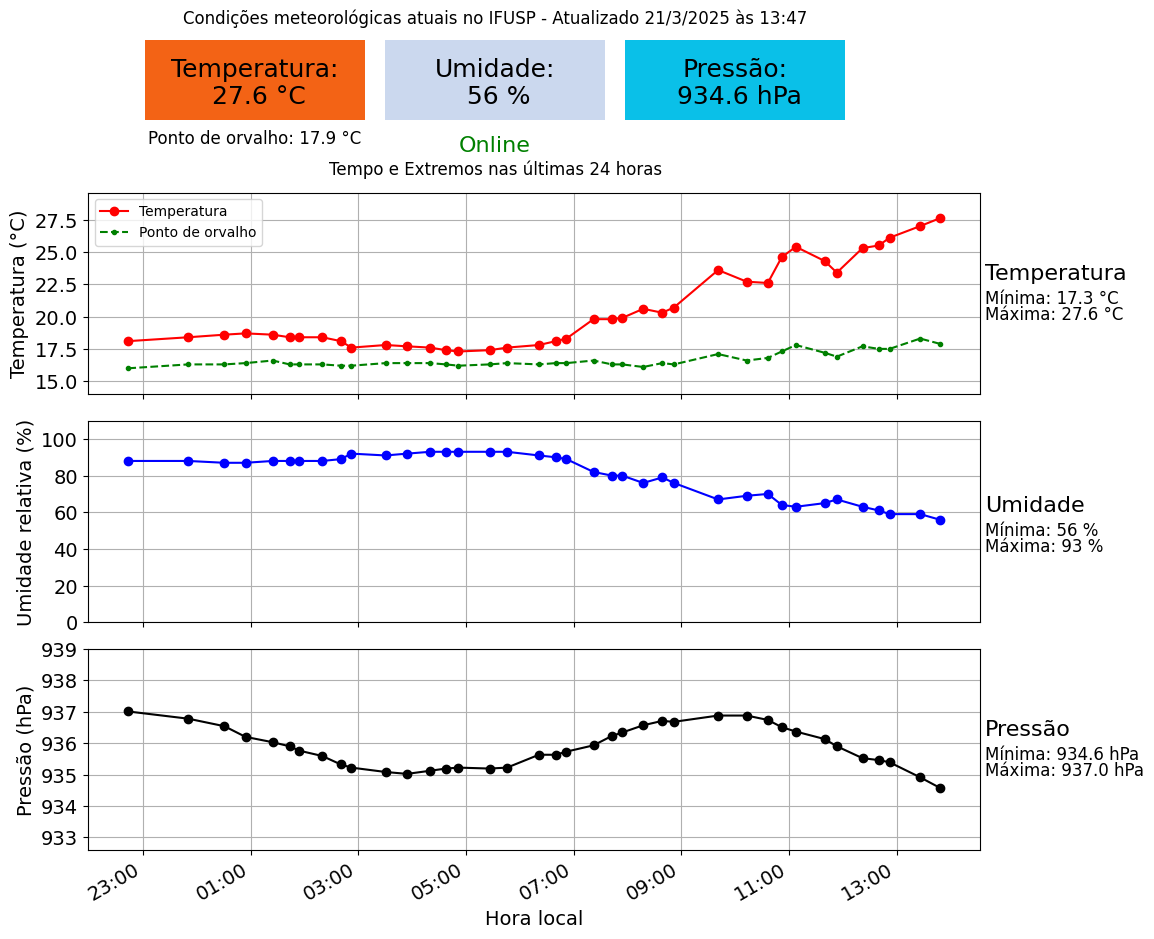 Condições meteorológicas atuais no IFUSP - Atualizado 21/3/2025 às 13:47
Temperatura:
27.6 °C
Umidade:
56 %
Pressão:
934.6 hPa
Ponto de orvalho: 17.9 °C
Online
Tempo e Extremos nas últimas 24 horas
Temperatura (°C)
27.5
25.0
22.5
20.0
17.5
15.0
Temperatura
Ponto de orvalho
Temperatura
Mínima: 17.3 °C
Máxima: 27.6 °C
Umidade relativa (%)
100
80
60
40
20
0
Umidade
Mínima: 56 %
Máxima: 93 %
Pressão (hPa)
939
938
937
936
935
934
933
Pressão
Mínima: 934.6 hPa
Máxima: 937.0 hPa
23:00
01:00
03:00
05:00
07:00
09:00
11:00
13:00
Hora local